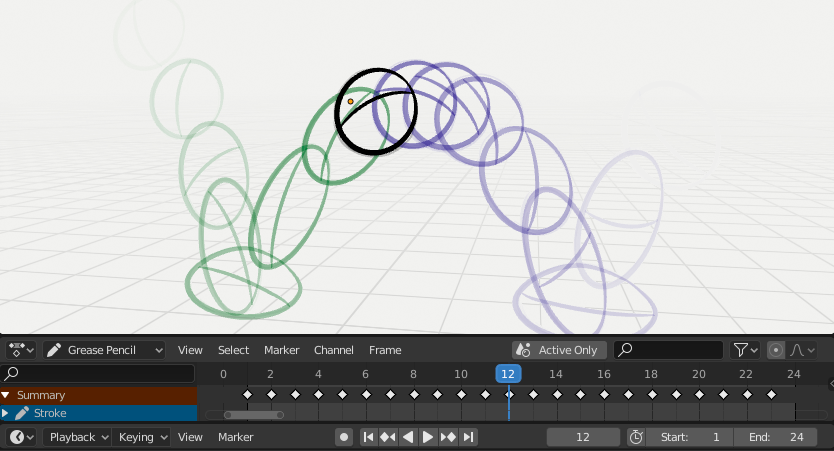 Grease Pencil View Select Marker Channel Frame Active Only
0 2 4 6 8 10 12 14 16 18 20 22 24
Summary
Stroke
Playback Keying View Marker 12 Start: 1 End: 24